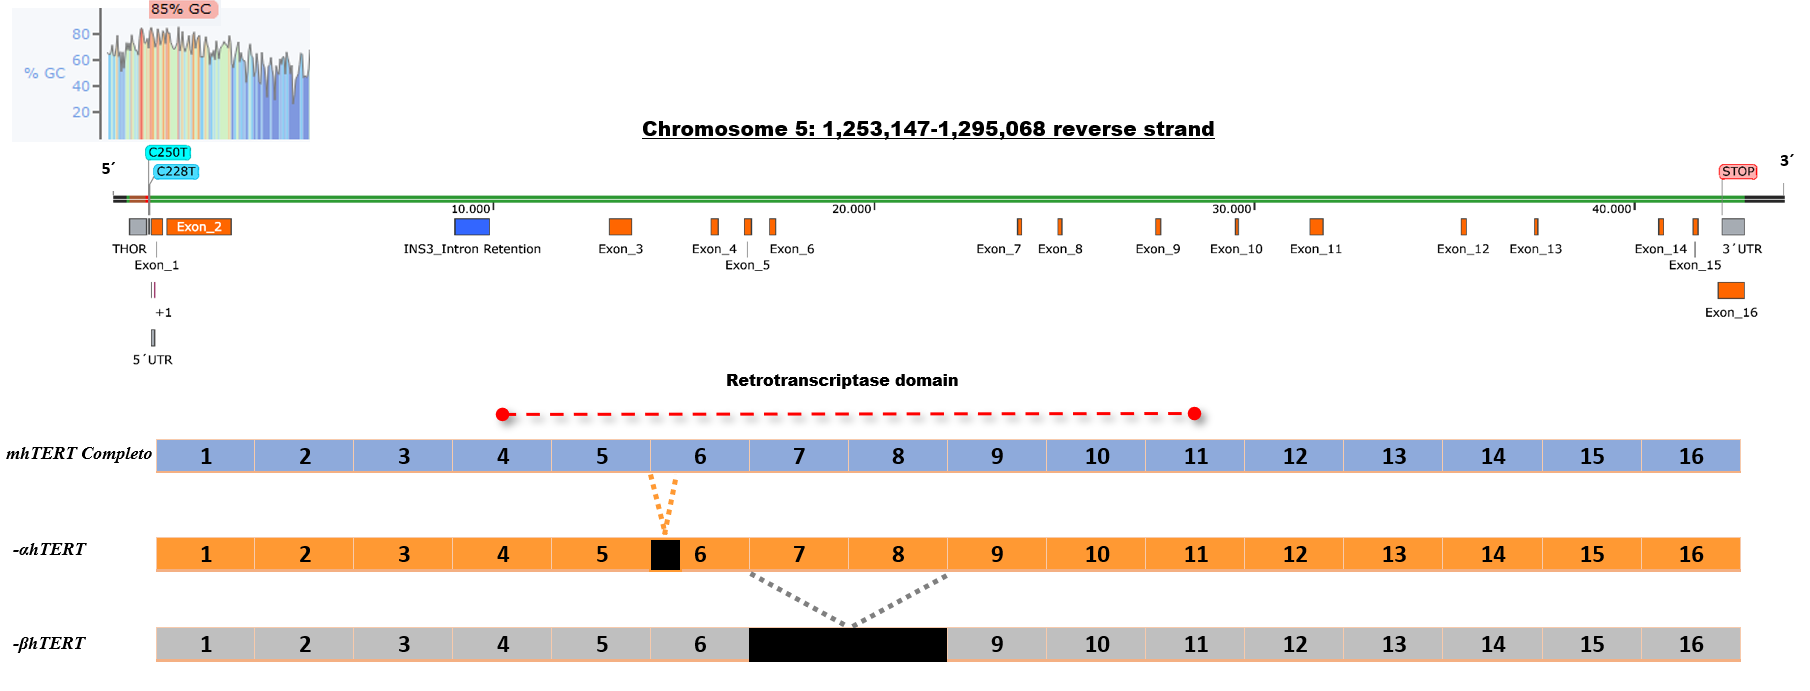 85% GC
80
60
% GC
40
20
Chromosome 5: 1,253,147-1,295,068 reverse strand
C250T
5´
3´
C228T
STOP
10.000
20.000
30.000
40.000
Exon_2
THOR
INS3_Intron Retention
Exon_3
Exon_4
Exon_6
Exon_7
Exon_8
Exon_9
Exon_10
Exon_11
Exon_12
Exon_13
Exon_14
3´UTR
Exon_1
Exon_5
Exon_15
+1
Exon_16
5´UTR
Retrotranscriptase domain
mhTERT Completo 1 2 3 4 5 6 7 8 9 10 11 12 13 14 15 16
-αhTERT 1 2 3 4 5 6 7 8 9 10 11 12 13 14 15 16
-βhTERT 1 2 3 4 5 6 9 10 11 12 13 14 15 16